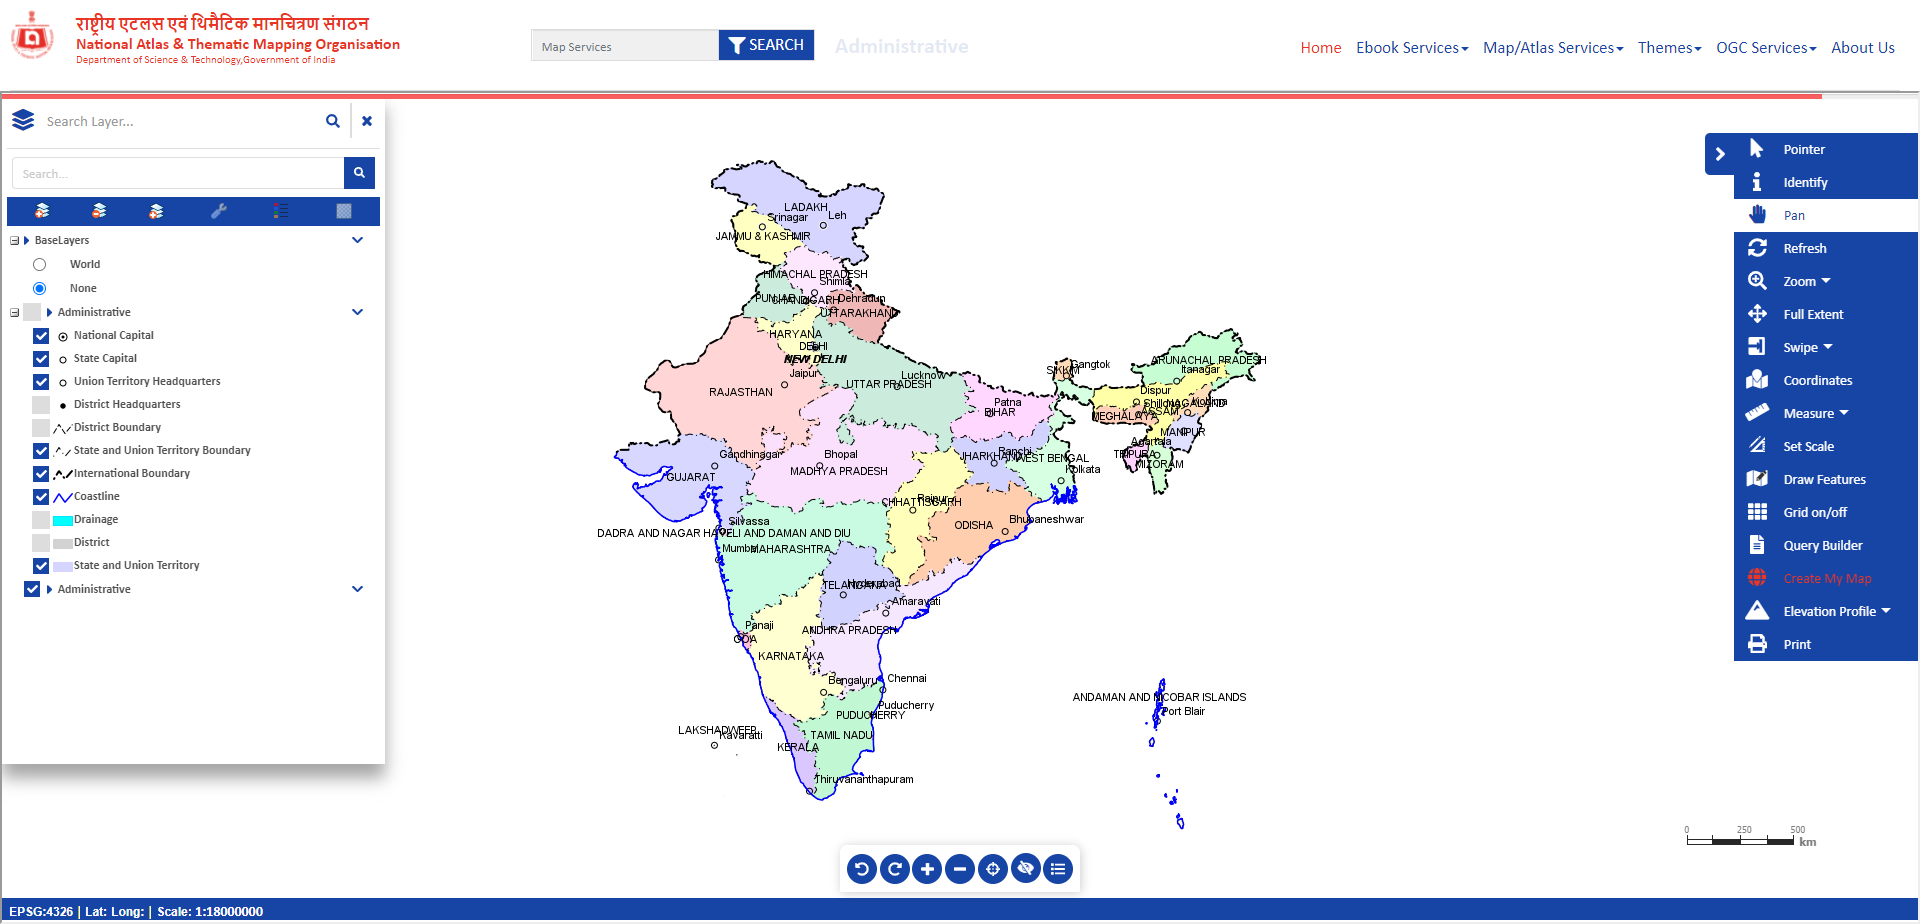 राष्ट्रीय एटलस एवं थिमैटिक मानचित्रण संगठन
National Atlas & Thematic Mapping Organisation
Department of Science & Technology,Government of India
Map Services
SEARCH
Administrative
Home
Ebook Services
Map/Atlas Services
Themes
OGC Services
About Us
Search Layer...
Search...
BaseLayers
World
None
Administrative
National Capital
State Capital
Union Territory Headquarters
District Headquarters
District Boundary
State and Union Territory Boundary
International Boundary
Coastline
Drainage
District
State and Union Territory
Administrative
LADAKH
Srinagar
Leh
JAMMU & KASHMIR
HIMACHAL PRADESH
Shimla
PUNJAB
CHANDIGARH
Dehradun
UTTARAKHAND
HARYANA
DELHI
NEW DELHI
Jaipur
RAJASTHAN
Lucknow
UTTAR PRADESH
Gangtok
SIKKIM
ARUNACHAL PRADESH
Itanagar
Dispur
Shillong
NAGALAND
Kohima
ASSAM
MEGHALAYA
MANIPUR
Agartala
TRIPURA
MIZORAM
Patna
BIHAR
Ranchi
JHARKHAND
WEST BENGAL
Kolkata
Gandhinagar
GUJARAT
Bhopal
MADHYA PRADESH
Raipur
CHHATTISGARH
ODISHA
Bhubaneshwar
Silvassa
DADRA AND NAGAR HAVELI AND DAMAN AND DIU
Mumbai
MAHARASHTRA
Hyderabad
TELANGANA
Amaravati
ANDHRA PRADESH
Panaji
GOA
KARNATAKA
Bengaluru
Chennai
Puducherry
PUDUCHERRY
LAKSHADWEEP
Kavaratti
TAMIL NADU
KERALA
Thiruvananthapuram
ANDAMAN AND NICOBAR ISLANDS
Port Blair
Pointer
Identify
Pan
Refresh
Zoom
Full Extent
Swipe
Coordinates
Measure
Set Scale
Draw Features
Grid on/off
Query Builder
Create My Map
Elevation Profile
Print
0 250 500
km
EPSG:4326 | Lat: Long: | Scale: 1:18000000